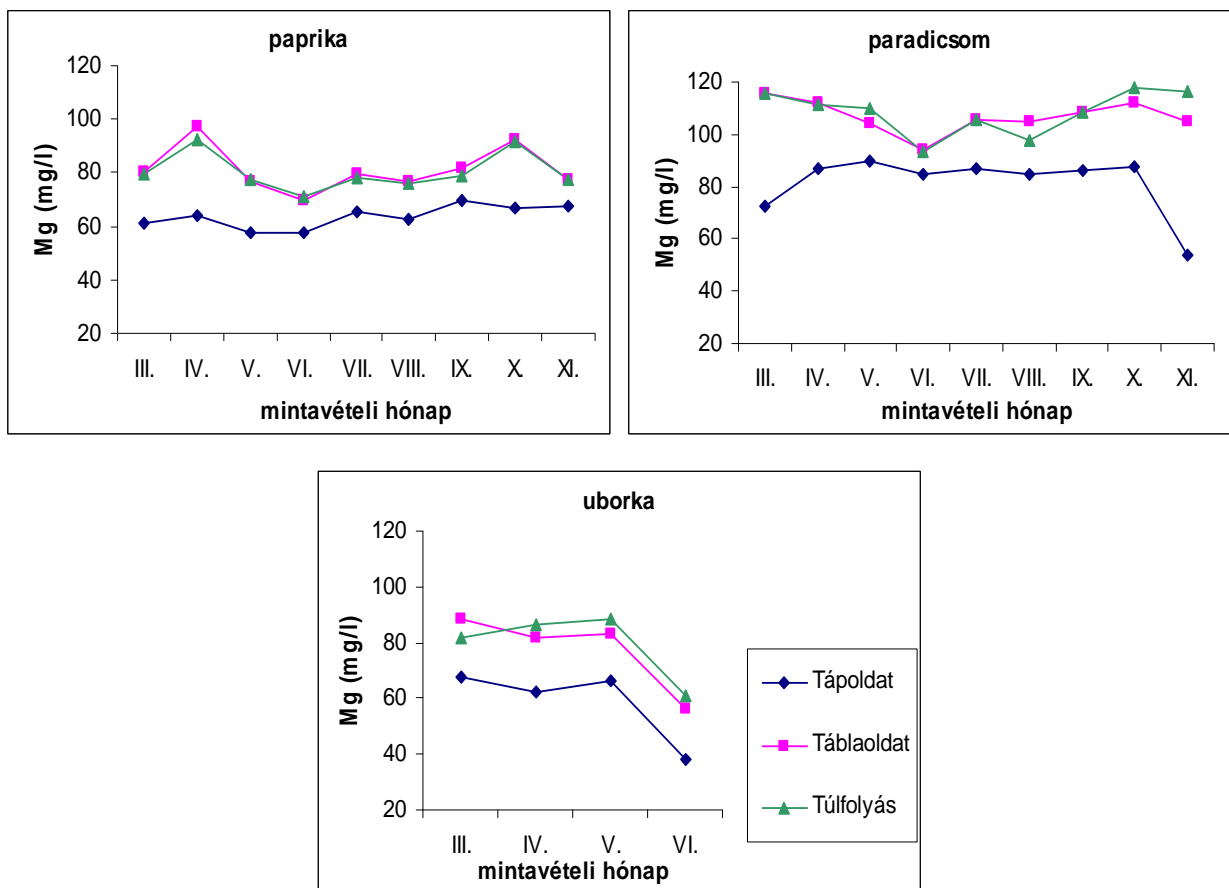 paprika
120
100
80
60
40
20
Mg (mg/l)
III. IV. V. VI. VII. VIII. IX. X. XI.
mintavételi hónap
paradicsom
120
100
80
60
40
20
Mg (mg/l)
III. IV. V. VI. VII. VIII. IX. X. XI.
mintavételi hónap
uborka
120
100
80
60
40
20
Mg (mg/l)
III. IV. V. VI.
mintavételi hónap
Tápoldat
Táblaoldat
Túlfolyás